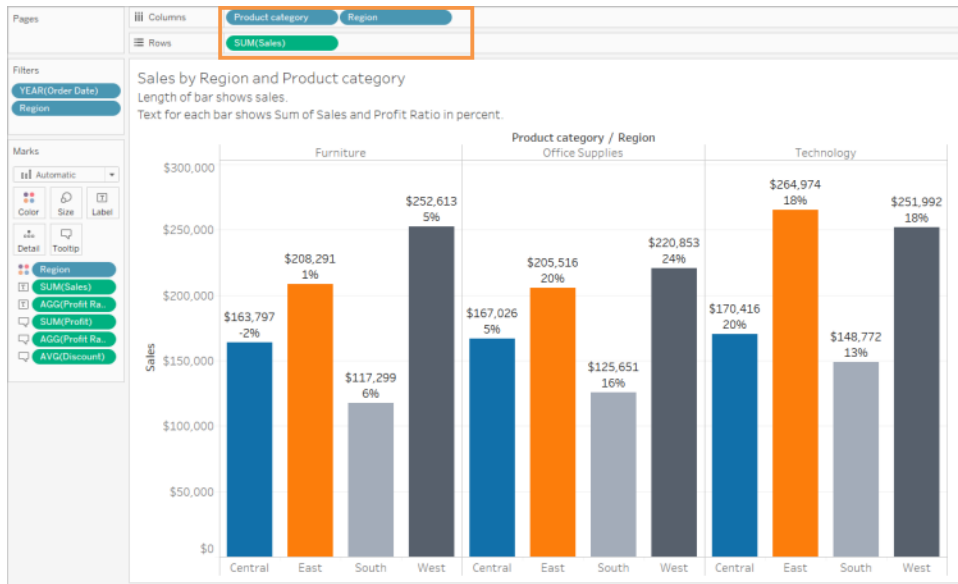 Pages
Columns
Product category
Region
Rows
SUM(Sales)
Filters
YEAR(Order Date)
Region
Marks
Automatic
Color
Size
Label
Detail
Tooltip
Region
SUM(Sales)
AGG(Profit Ra..
SUM(Profit)
AGG(Profit Ra..
AVG(Discount)
Sales by Region and Product category
Length of bar shows sales.
Text for each bar shows Sum of Sales and Profit Ratio in percent.
Product category / Region
Furniture
Office Supplies
Technology
Sales
$300,000
$250,000
$200,000
$150,000
$100,000
$50,000
$0
$163,797
-2%
$208,291
1%
$117,299
6%
$252,613
5%
$167,026
5%
$205,516
20%
$125,651
16%
$220,853
24%
$170,416
20%
$264,974
18%
$148,772
13%
$251,992
18%
Central East South West Central East South West Central East South West